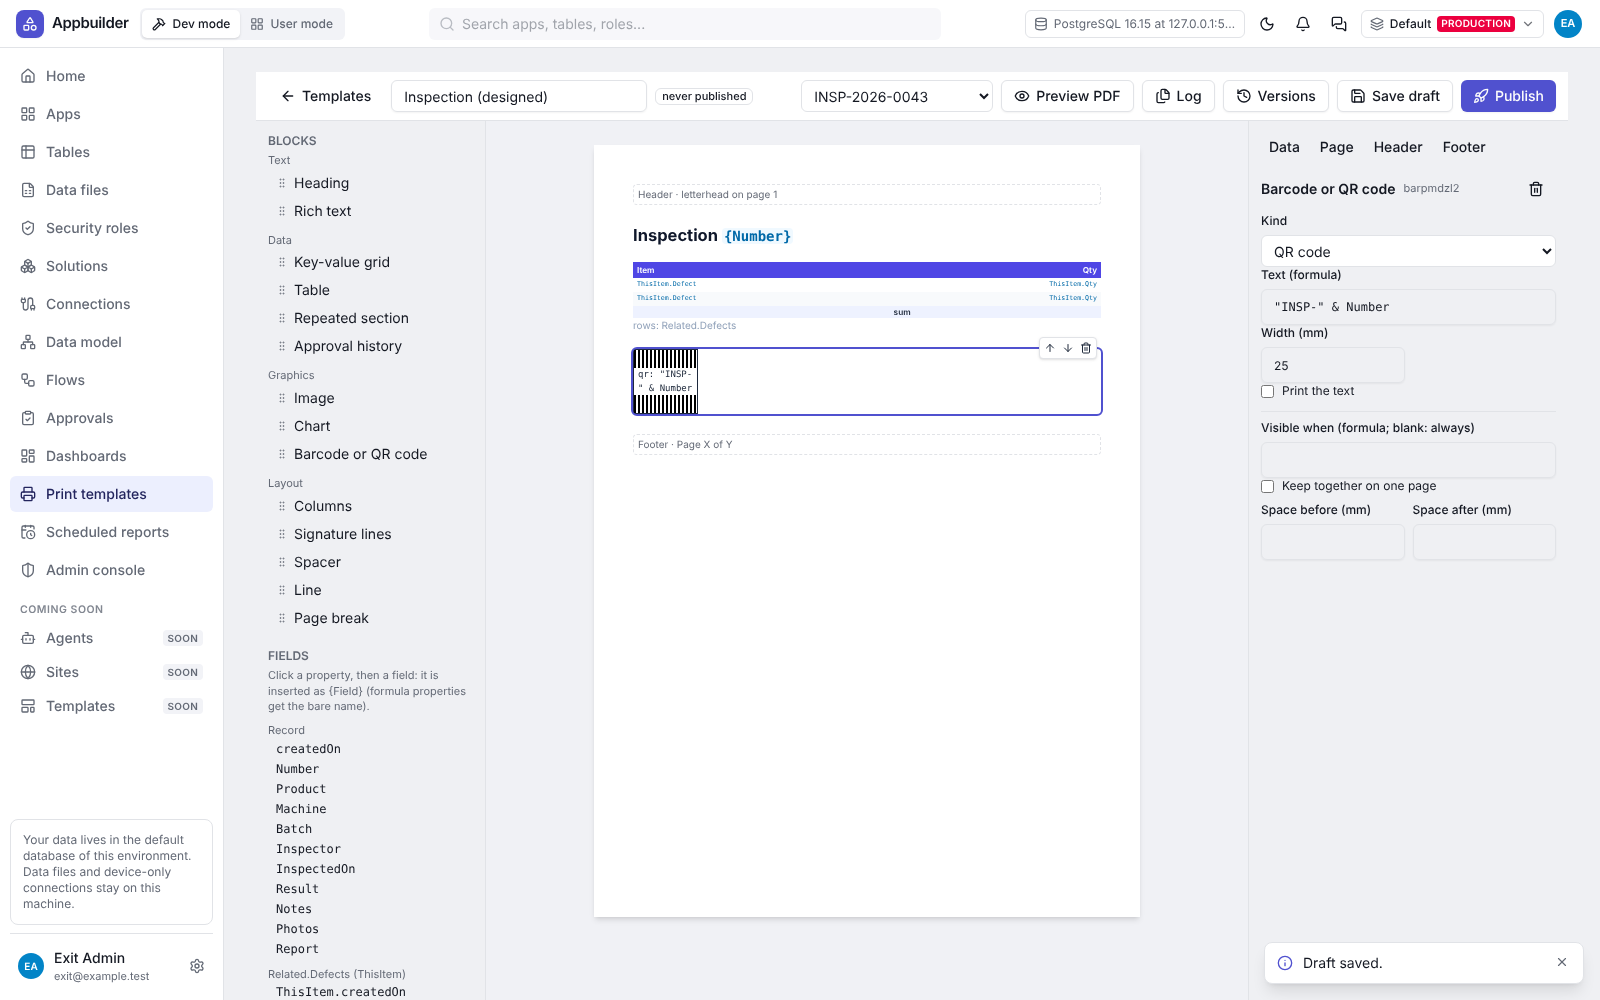 Appbuilder
Dev mode
User mode
Search apps, tables, roles...
PostgreSQL 16.15 at 127.0.0.1:5...
Default
PRODUCTION
EA
Home
Apps
Tables
Data files
Security roles
Solutions
Connections
Data model
Flows
Approvals
Dashboards
Print templates
Scheduled reports
Admin console
COMING SOON
Agents SOON
Sites SOON
Templates SOON
Your data lives in the default
database of this environment.
Data files and device-only
connections stay on this
machine.
EA
Exit Admin
exit@example.test
Templates
Inspection (designed)
never published
INSP-2026-0043
Preview PDF
Log
Versions
Save draft
Publish
BLOCKS
Text
Heading
Rich text
Data
Key-value grid
Table
Repeated section
Approval history
Graphics
Image
Chart
Barcode or QR code
Layout
Columns
Signature lines
Spacer
Line
Page break
FIELDS
Click a property, then a field: it is
inserted as {Field} (formula properties
get the bare name).
Record
createdOn
Number
Product
Machine
Batch
Inspector
InspectedOn
Result
Notes
Photos
Report
Related.Defects (ThisItem)
ThisItem.createdOn
Header · letterhead on page 1
Inspection {Number}
Item Qty
ThisItem.Defect ThisItem.Qty
ThisItem.Defect ThisItem.Qty
sum
rows: Related.Defects
qr: "INSP-
" & Number
Footer · Page X of Y
Data Page Header Footer
Barcode or QR code barpmdzl2
Kind
QR code
Text (formula)
"INSP-" & Number
Width (mm)
25
Print the text
Visible when (formula; blank: always)
Keep together on one page
Space before (mm) Space after (mm)
Draft saved.